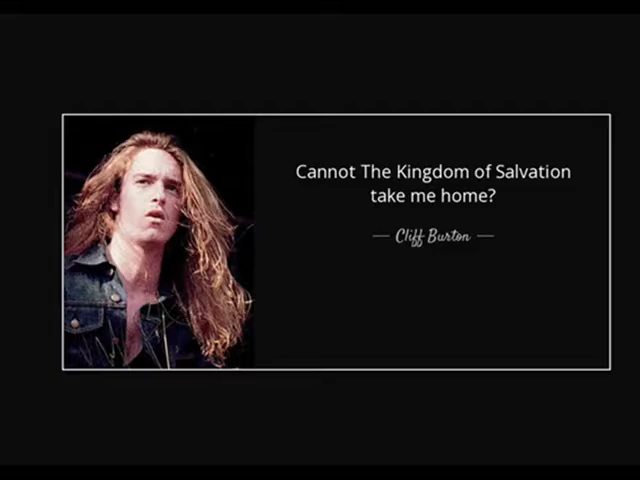 Cannot The Kingdom of Salvation
take me home?
— Cliff Burton —